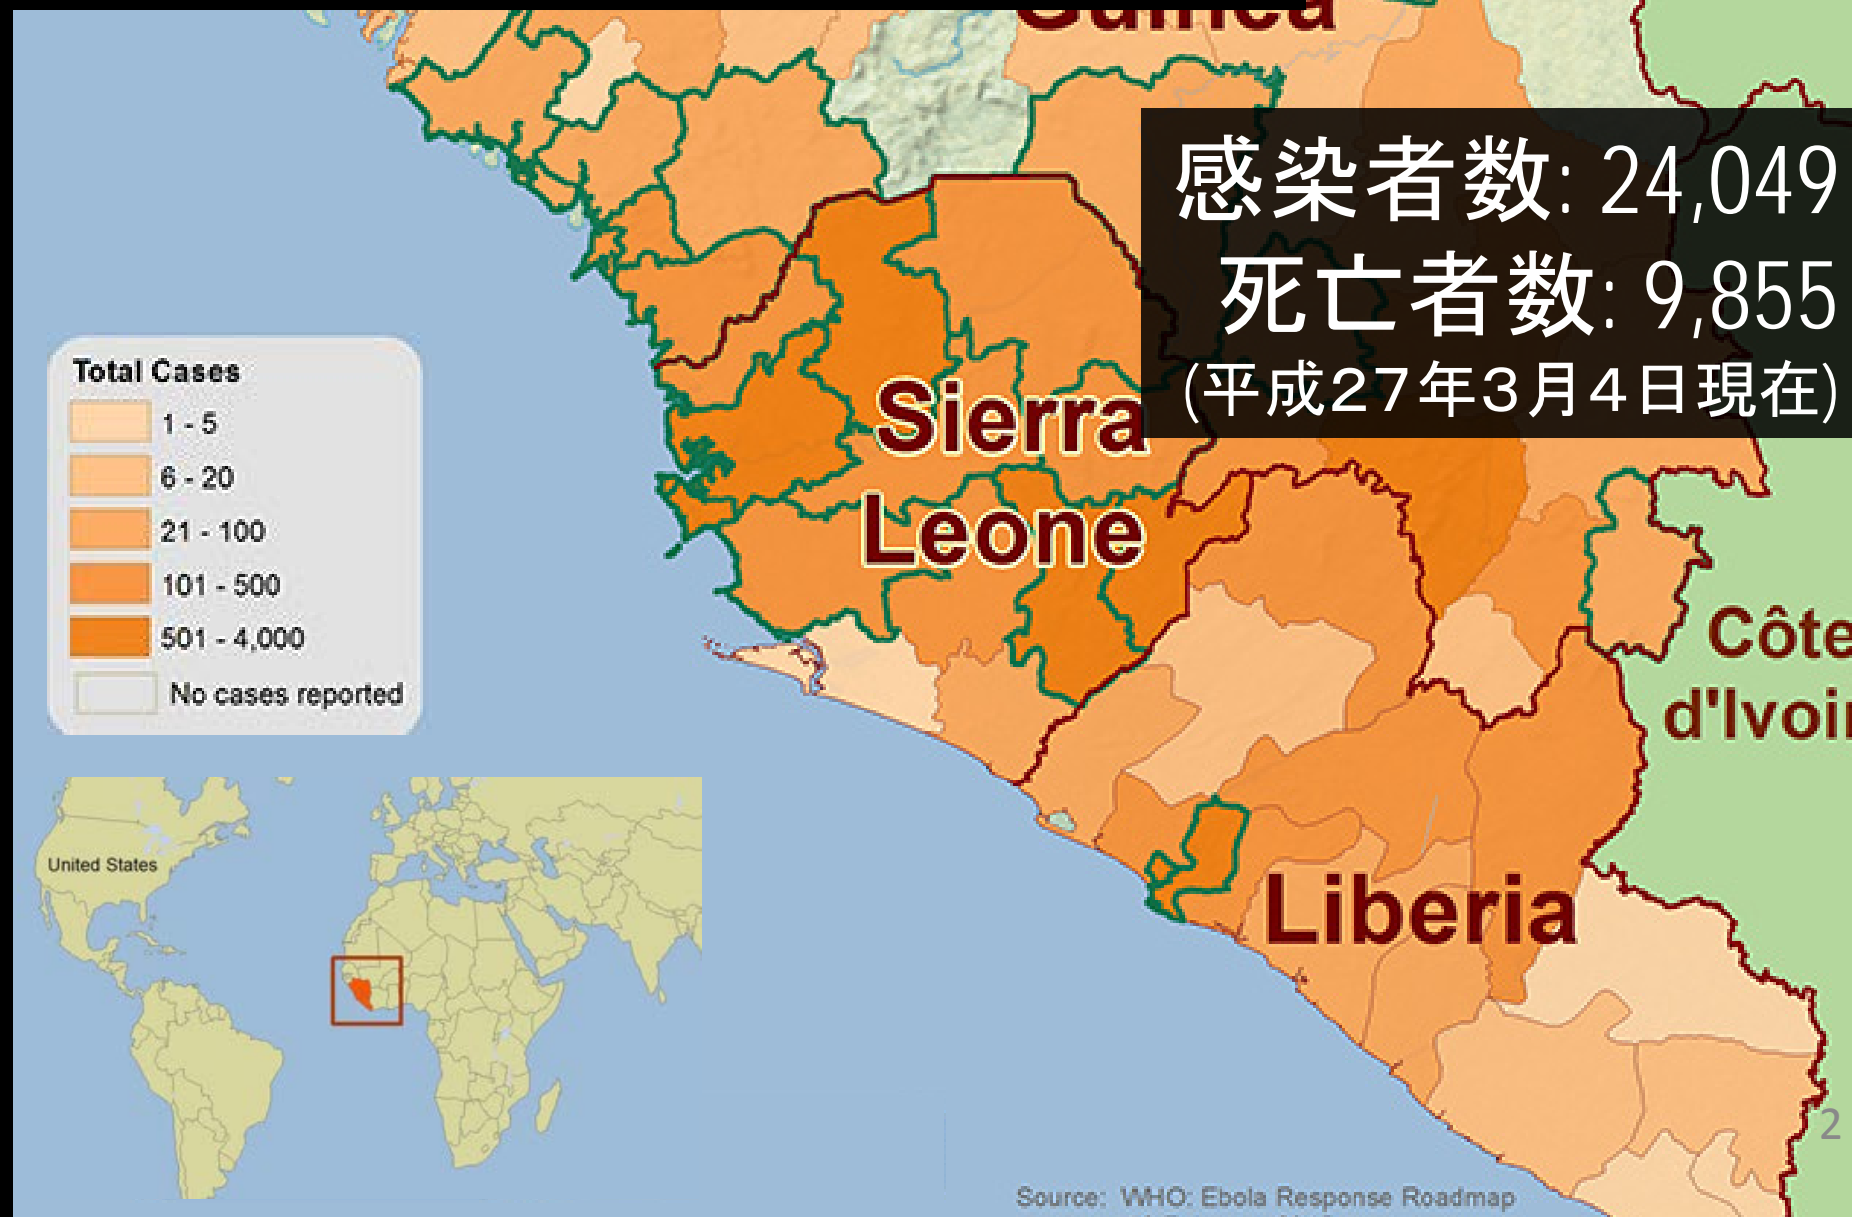 Guinea
感染者数: 24,049
死亡者数: 9,855
(平成27年3月4日現在)
Sierra
Leone
Total Cases
1 - 5
6 - 20
21 - 100
101 - 500
501 - 4,000
No cases reported
Côte
d'Ivoir
United States
Liberia
2
Source: WHO: Ebola Response Roadmap